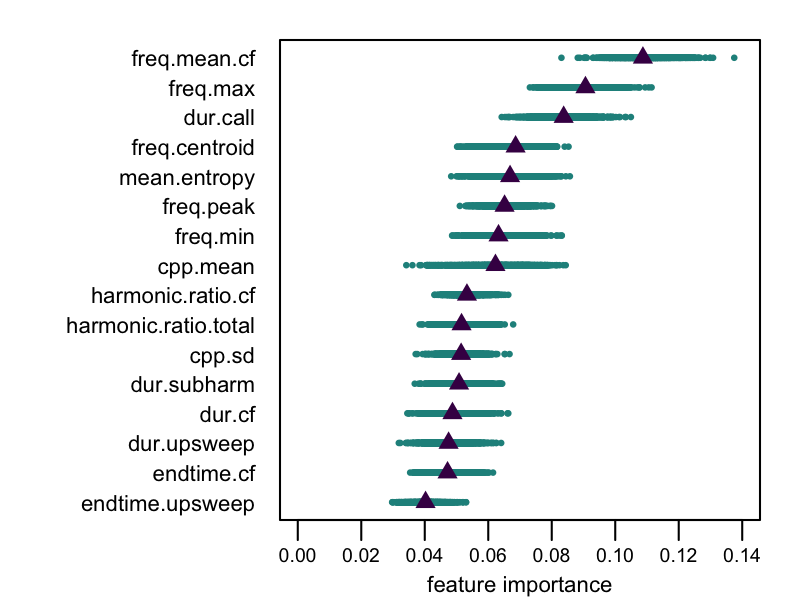 freq.mean.cf
freq.max
dur.call
freq.centroid
mean.entropy
freq.peak
freq.min
cpp.mean
harmonic.ratio.cf
harmonic.ratio.total
cpp.sd
dur.subharm
dur.cf
dur.upsweep
endtime.cf
endtime.upsweep
0.00 0.02 0.04 0.06 0.08 0.10 0.12 0.14
feature importance